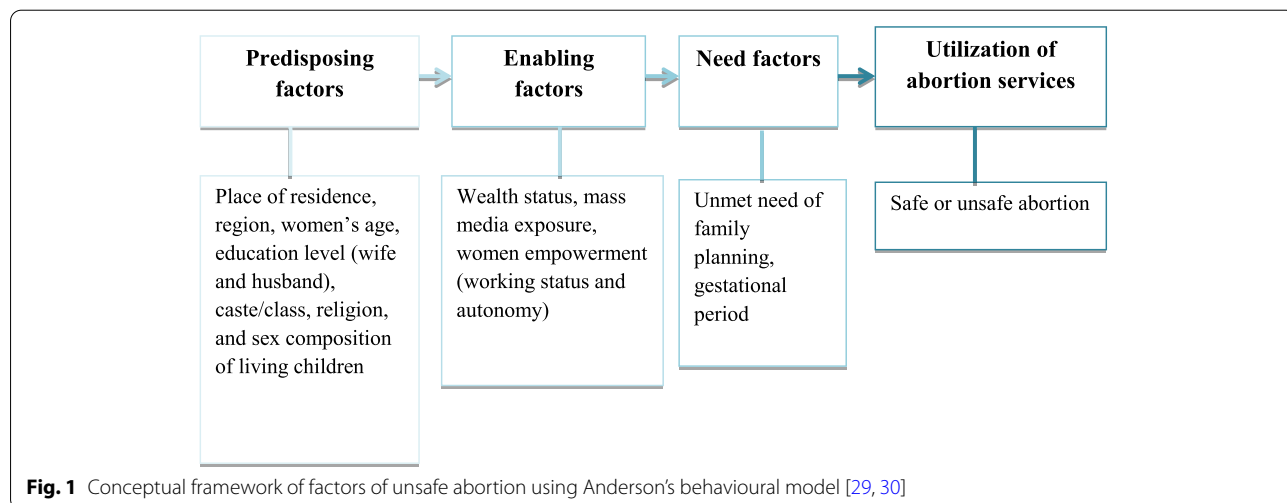 Predisposing
factors
Enabling
factors
Need factors
Utilization of
abortion services
Place of residence,
region, women's age,
education level (wife
and husband),
caste/class, religion,
and sex composition
of living children
Wealth status, mass
media exposure,
women empowerment
(working status and
autonomy)
Unmet need of
family
planning,
gestational
period
Safe or unsafe abortion
Fig. 1 Conceptual framework of factors of unsafe abortion using Anderson's behavioural model [29, 30]